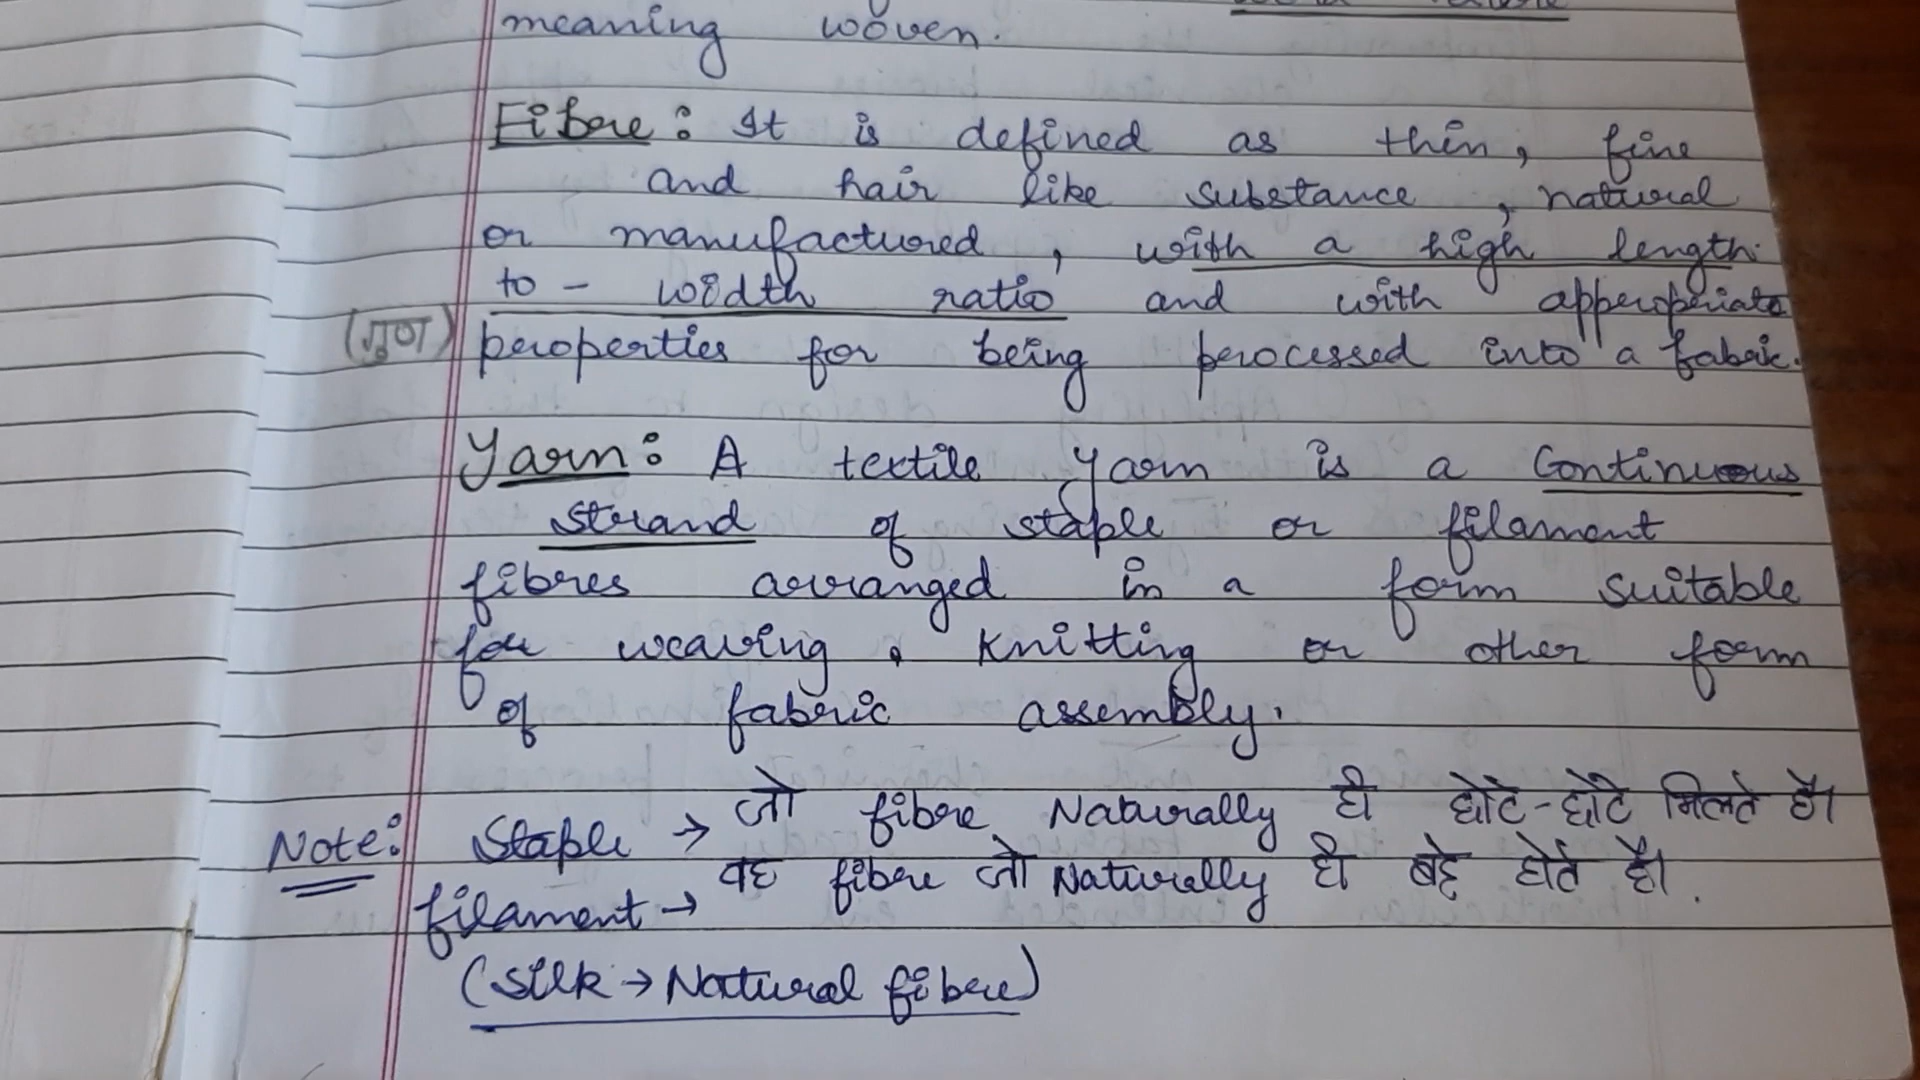 meaning woven.
Fibre: It is defined as thin, fine
and hair like substance, natural
or manufactured, with a high length
to - width ratio and with appropriate
(गुण) properties for being processed into a fabric.
Yarn: A textile yarn is a Continuous
strand of staple or filament
fibres arranged in a form suitable
for weaving, Knitting or other form
of fabric assembly.
Note: Staple → जो fibre Naturally ही छोटे-छोटे मिलते है।
filament → वह fibre जो Naturally ही बड़े होते है।
(Silk → Natural fibre)